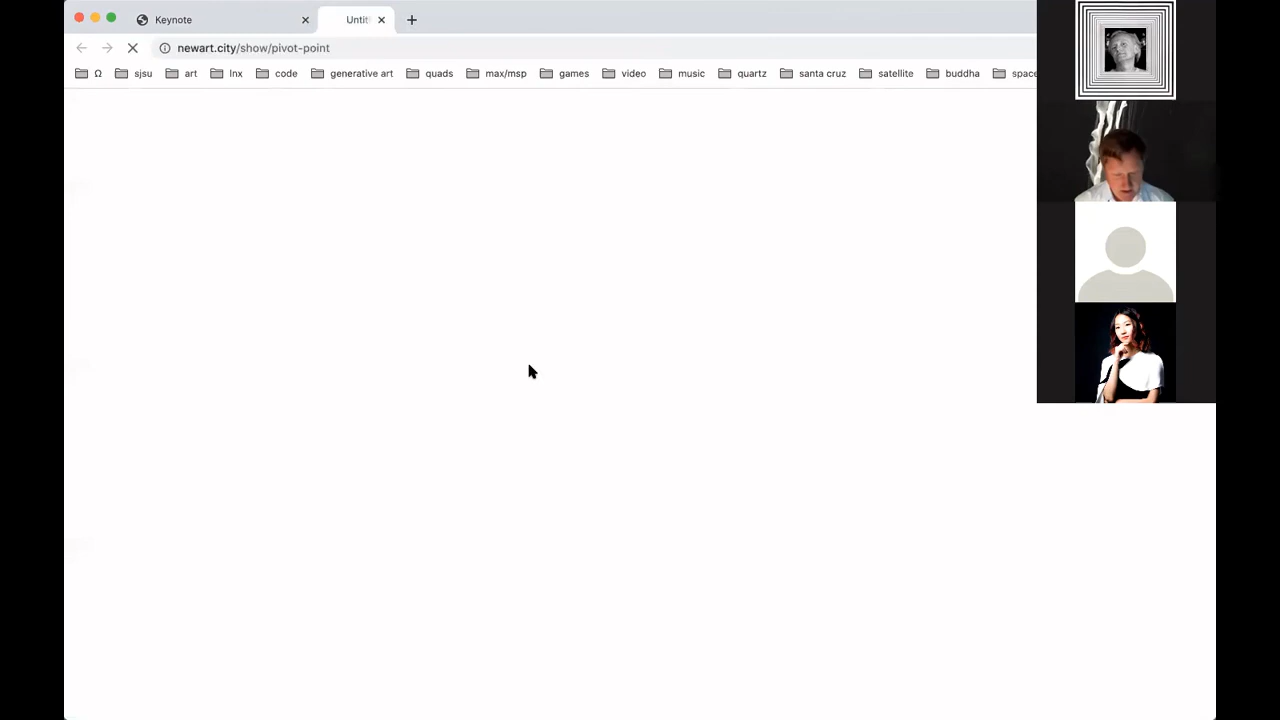 Keynote
Untitl
newart.city/show/pivot-point
Ω sjsu art lnx code generative art quads max/msp games video music quartz santa cruz satellite buddha space